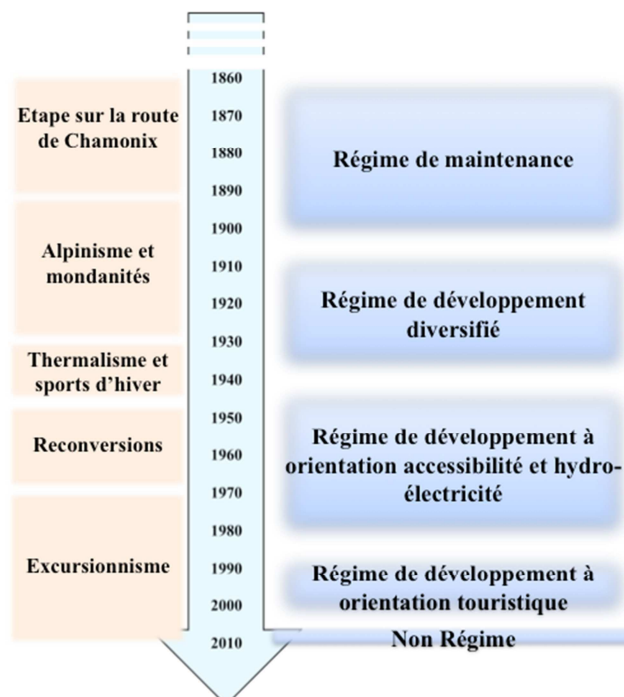 Etape sur la route
de Chamonix
Alpinisme et
mondanités
Thermalisme et
sports d'hiver
Reconversions
Excursionnisme
1860
1870
1880
1890
1900
1910
1920
1930
1940
1950
1960
1970
1980
1990
2000
2010
Régime de maintenance
Régime de développement
diversifié
Régime de développement à
orientation accessibilité et hydro-
électricité
Régime de développement à
orientation touristique
Non Régime